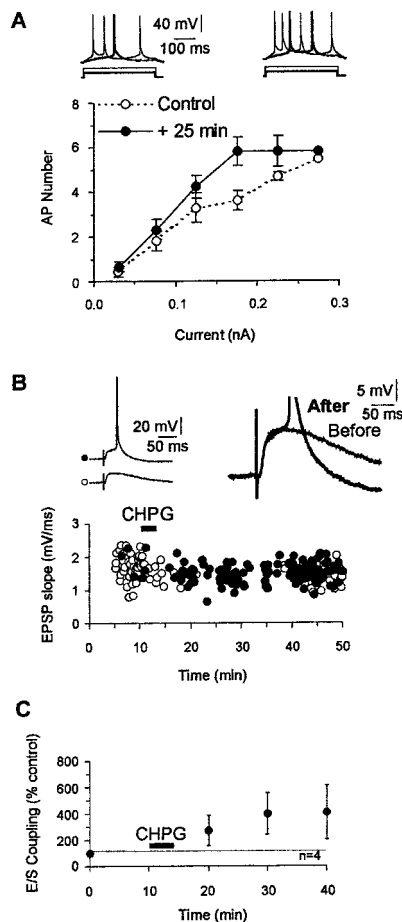 A
40 mV
100 ms
Control
+ 25 min
AP Number
8
6
4
2
0
0.0 0.1 0.2 0.3
Current (nA)
B
20 mV
50 ms
After
Before
5 mV
50 ms
CHPG
EPSP slope (mV/ms)
3
2
1
0
0 10 20 30 40 50
Time (min)
C
E/S Coupling (% control)
800
600
400
200
0
CHPG
n=4
0 10 20 30 40
Time (min)